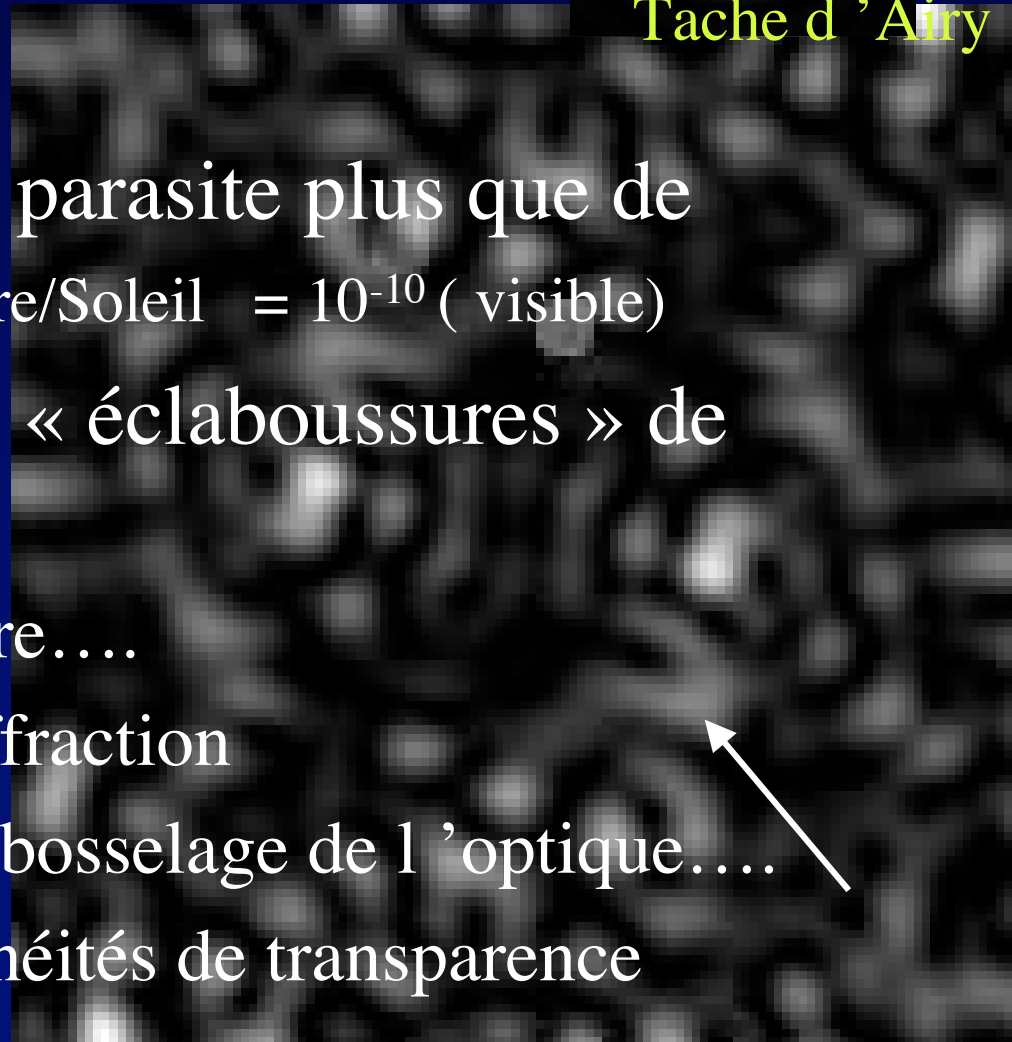 Tache d ’Airy
parasite plus que de
re/Soleil = 10-10 ( visible)
« éclaboussures » de
re….
ffraction
bosselage de l ’optique….
néités de transparence